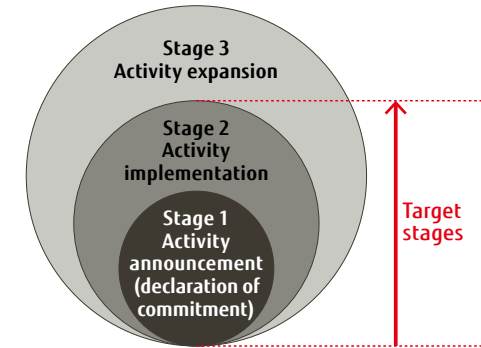 Stage 3
Activity expansion
Stage 2
Activity
implementation
Stage 1
Activity
announcement
(declaration of
commitment)
Target
stages